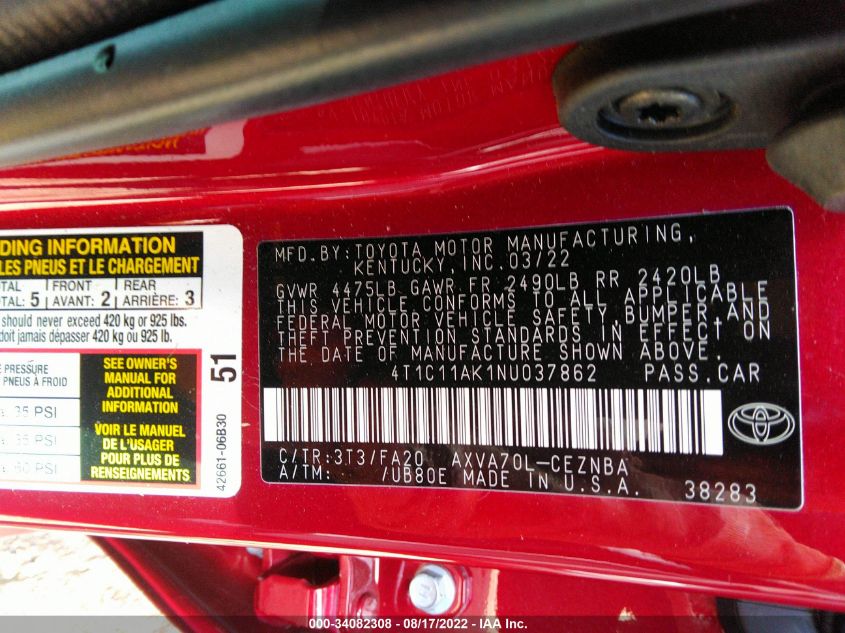 DING INFORMATION
LES PNEUS ET LE CHARGEMENT
TAL FRONT REAR
TAL: 5 AVANT: 2 ARRIÈRE: 3
should never exceed 420 kg or 925 lbs.
doit jamais dépasser 420 kg ou 925 lb.
E PRESSURE
PNEUS À FROID
35 PSI
35 PSI
60 PSI
SEE OWNER'S
MANUAL FOR
ADDITIONAL
INFORMATION
VOIR LE MANUEL
DE L'USAGER
POUR PLUS DE
RENSEIGNEMENTS
51
42661-06B30
MFD.BY:TOYOTA MOTOR MANUFACTURING,
KENTUCKY,INC.03/22
GVWR 4475LB GAWR FR 2490LB RR 2420LB
THIS VEHICLE CONFORMS TO ALL APPLICABLE
FEDERAL MOTOR VEHICLE SAFETY,BUMPER,AND
THEFT PREVENTION STANDARDS IN EFFECT ON
THE DATE OF MANUFACTURE SHOWN ABOVE.
4T1C11AK1NU037862 PASS.CAR
C/TR:3T3/FA20 AXVA70L-CEZNBA
A/TM: /UB80E MADE IN U.S.A. 38283
000-34082308 - 08/17/2022 - IAA Inc.